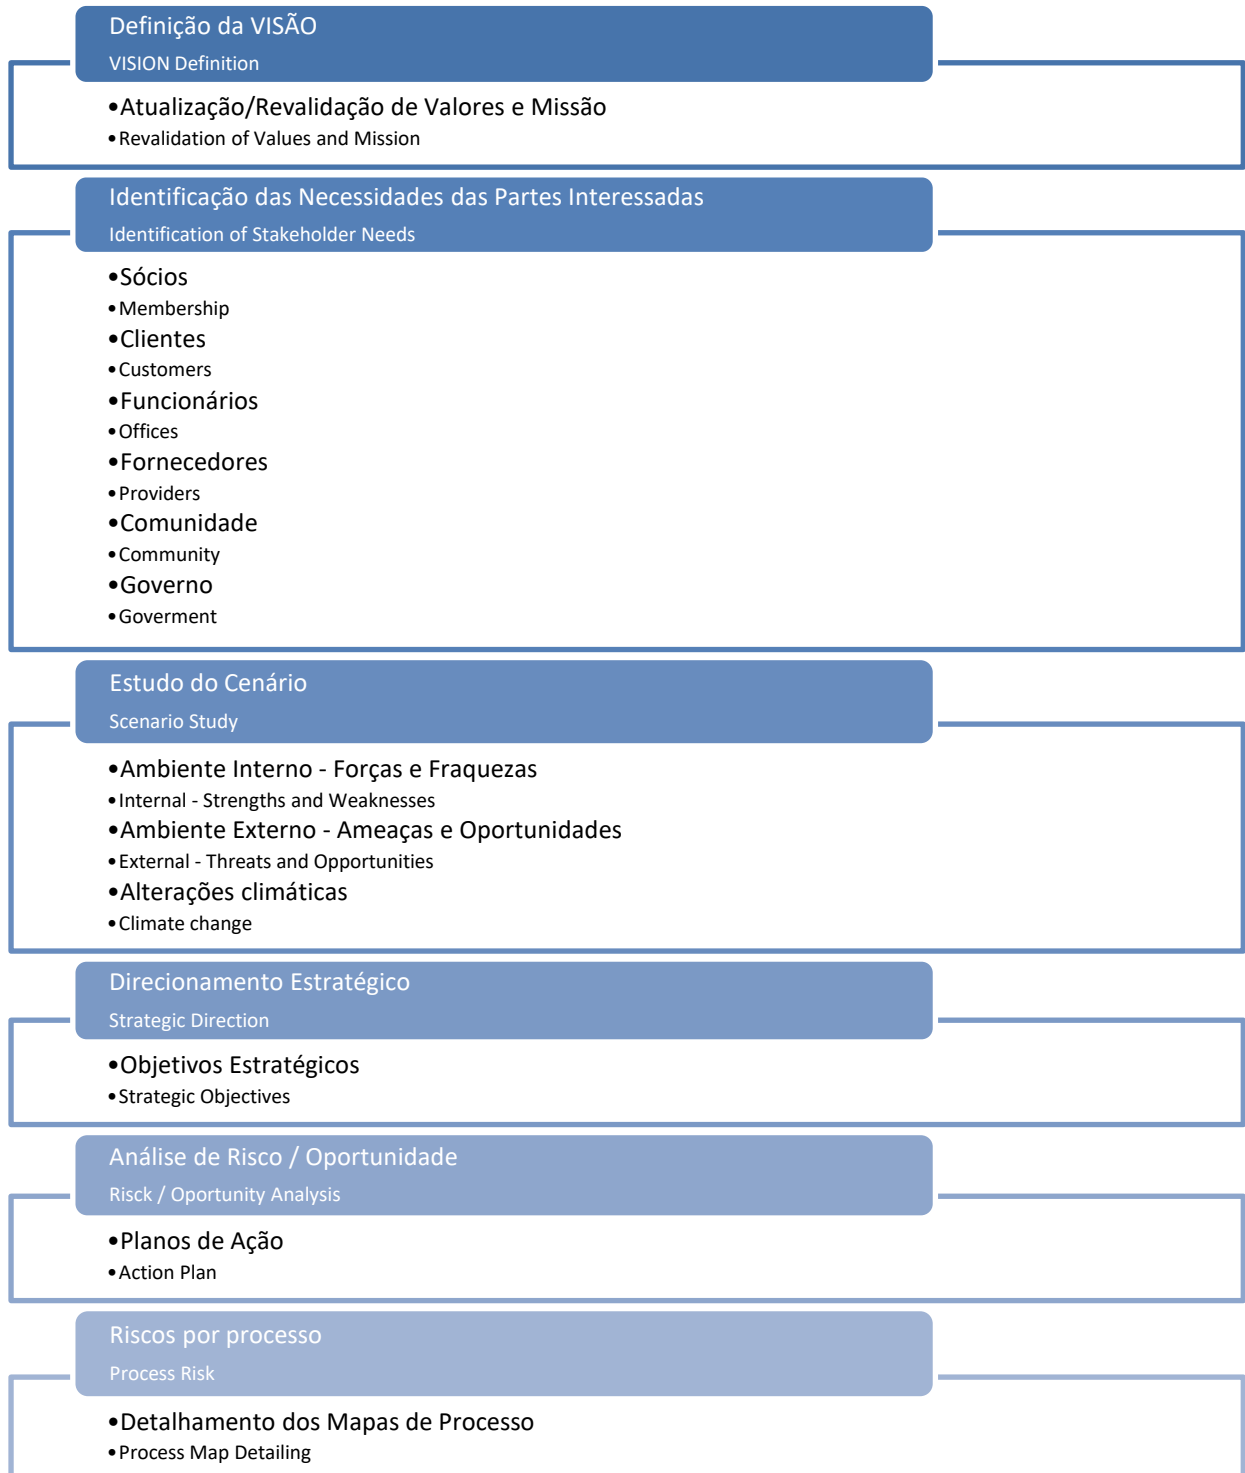 Definição da VISÃO
VISION Definition
•Atualização/Revalidação de Valores e Missão
•Revalidation of Values and Mission
Identificação das Necessidades das Partes Interessadas
Identification of Stakeholder Needs
•Sócios
•Membership
•Clientes
•Customers
•Funcionários
•Offices
•Fornecedores
•Providers
•Comunidade
•Community
•Governo
•Goverment
Estudo do Cenário
Scenario Study
•Ambiente Interno - Forças e Fraquezas
•Internal - Strengths and Weaknesses
•Ambiente Externo - Ameaças e Oportunidades
•External - Threats and Opportunities
•Alterações climáticas
•Climate change
Direcionamento Estratégico
Strategic Direction
•Objetivos Estratégicos
•Strategic Objectives
Análise de Risco / Oportunidade
Risck / Oportunity Analysis
•Planos de Ação
•Action Plan
Riscos por processo
Process Risk
•Detalhamento dos Mapas de Processo
•Process Map Detailing